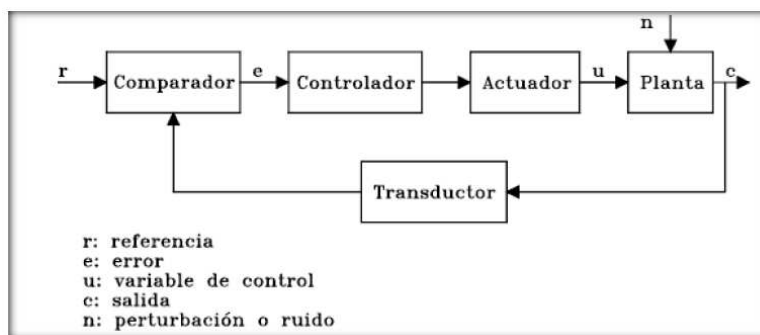 n
r Comparador e Controlador Actuador u Planta c
Transductor
r: referencia
e: error
u: variable de control
c: salida
n: perturbación o ruido